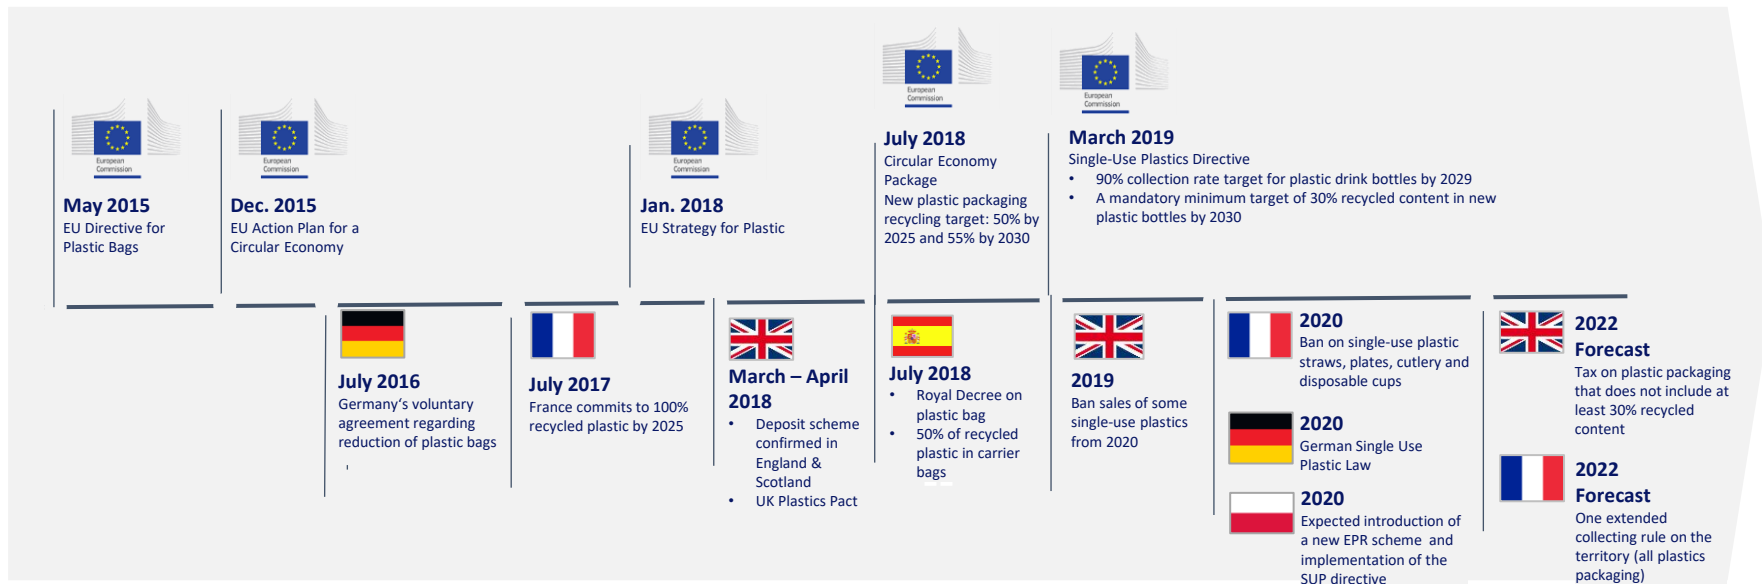 European
Commission
May 2015
EU Directive for
Plastic Bags
European
Commission
Dec. 2015
EU Action Plan for a
Circular Economy
European
Commission
Jan. 2018
EU Strategy for Plastic
European
Commission
July 2018
Circular Economy
Package
New plastic packaging
recycling target: 50% by
2025 and 55% by 2030
European
Commission
March 2019
Single-Use Plastics Directive
• 90% collection rate target for plastic drink bottles by 2029
• A mandatory minimum target of 30% recycled content in new
plastic bottles by 2030
July 2016
Germany‘s voluntary
agreement regarding
reduction of plastic bags
July 2017
France commits to 100%
recycled plastic by 2025
March – April
2018
• Deposit scheme
confirmed in
England &
Scotland
• UK Plastics Pact
July 2018
• Royal Decree on
plastic bag
• 50% of recycled
plastic in carrier
bags
2019
Ban sales of some
single-use plastics
from 2020
2020
Ban on single-use plastic
straws, plates, cutlery and
disposable cups
2020
German Single Use
Plastic Law
2020
Expected introduction of
a new EPR scheme and
implementation of the
SUP directive
2022
Forecast
Tax on plastic packaging
that does not include at
least 30% recycled
content
2022
Forecast
One extended
collecting rule on the
territory (all plastics
packaging)